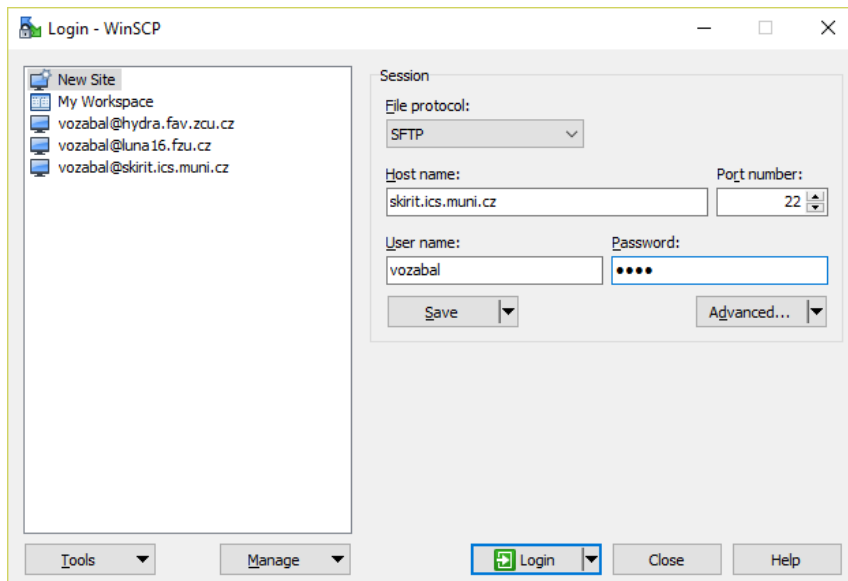 Login - WinSCP
New Site
My Workspace
vozabal@hydra.fav.zcu.cz
vozabal@luna16.fzu.cz
vozabal@skirit.ics.muni.cz
Session
File protocol:
SFTP
Host name: Port number:
skirit.ics.muni.cz 22
User name: Password:
vozabal ••••
Save Advanced...
Tools Manage Login Close Help